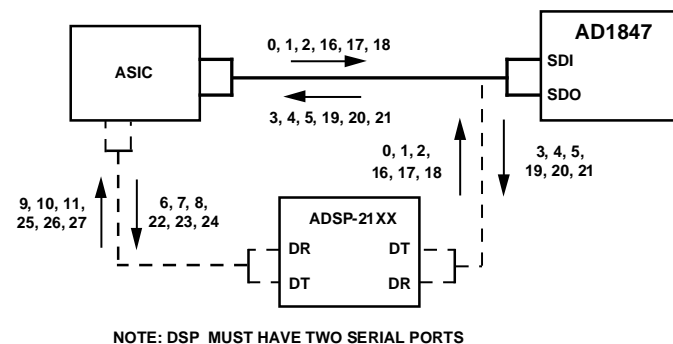 0, 1, 2, 16, 17, 18
AD1847
ASIC
SDI
SDO
3, 4, 5, 19, 20, 21
0, 1, 2,
16, 17, 18
3, 4, 5,
19, 20, 21
9, 10, 11,
25, 26, 27
6, 7, 8,
22, 23, 24
ADSP-21XX
DR
DT
DT
DR
NOTE: DSP MUST HAVE TWO SERIAL PORTS